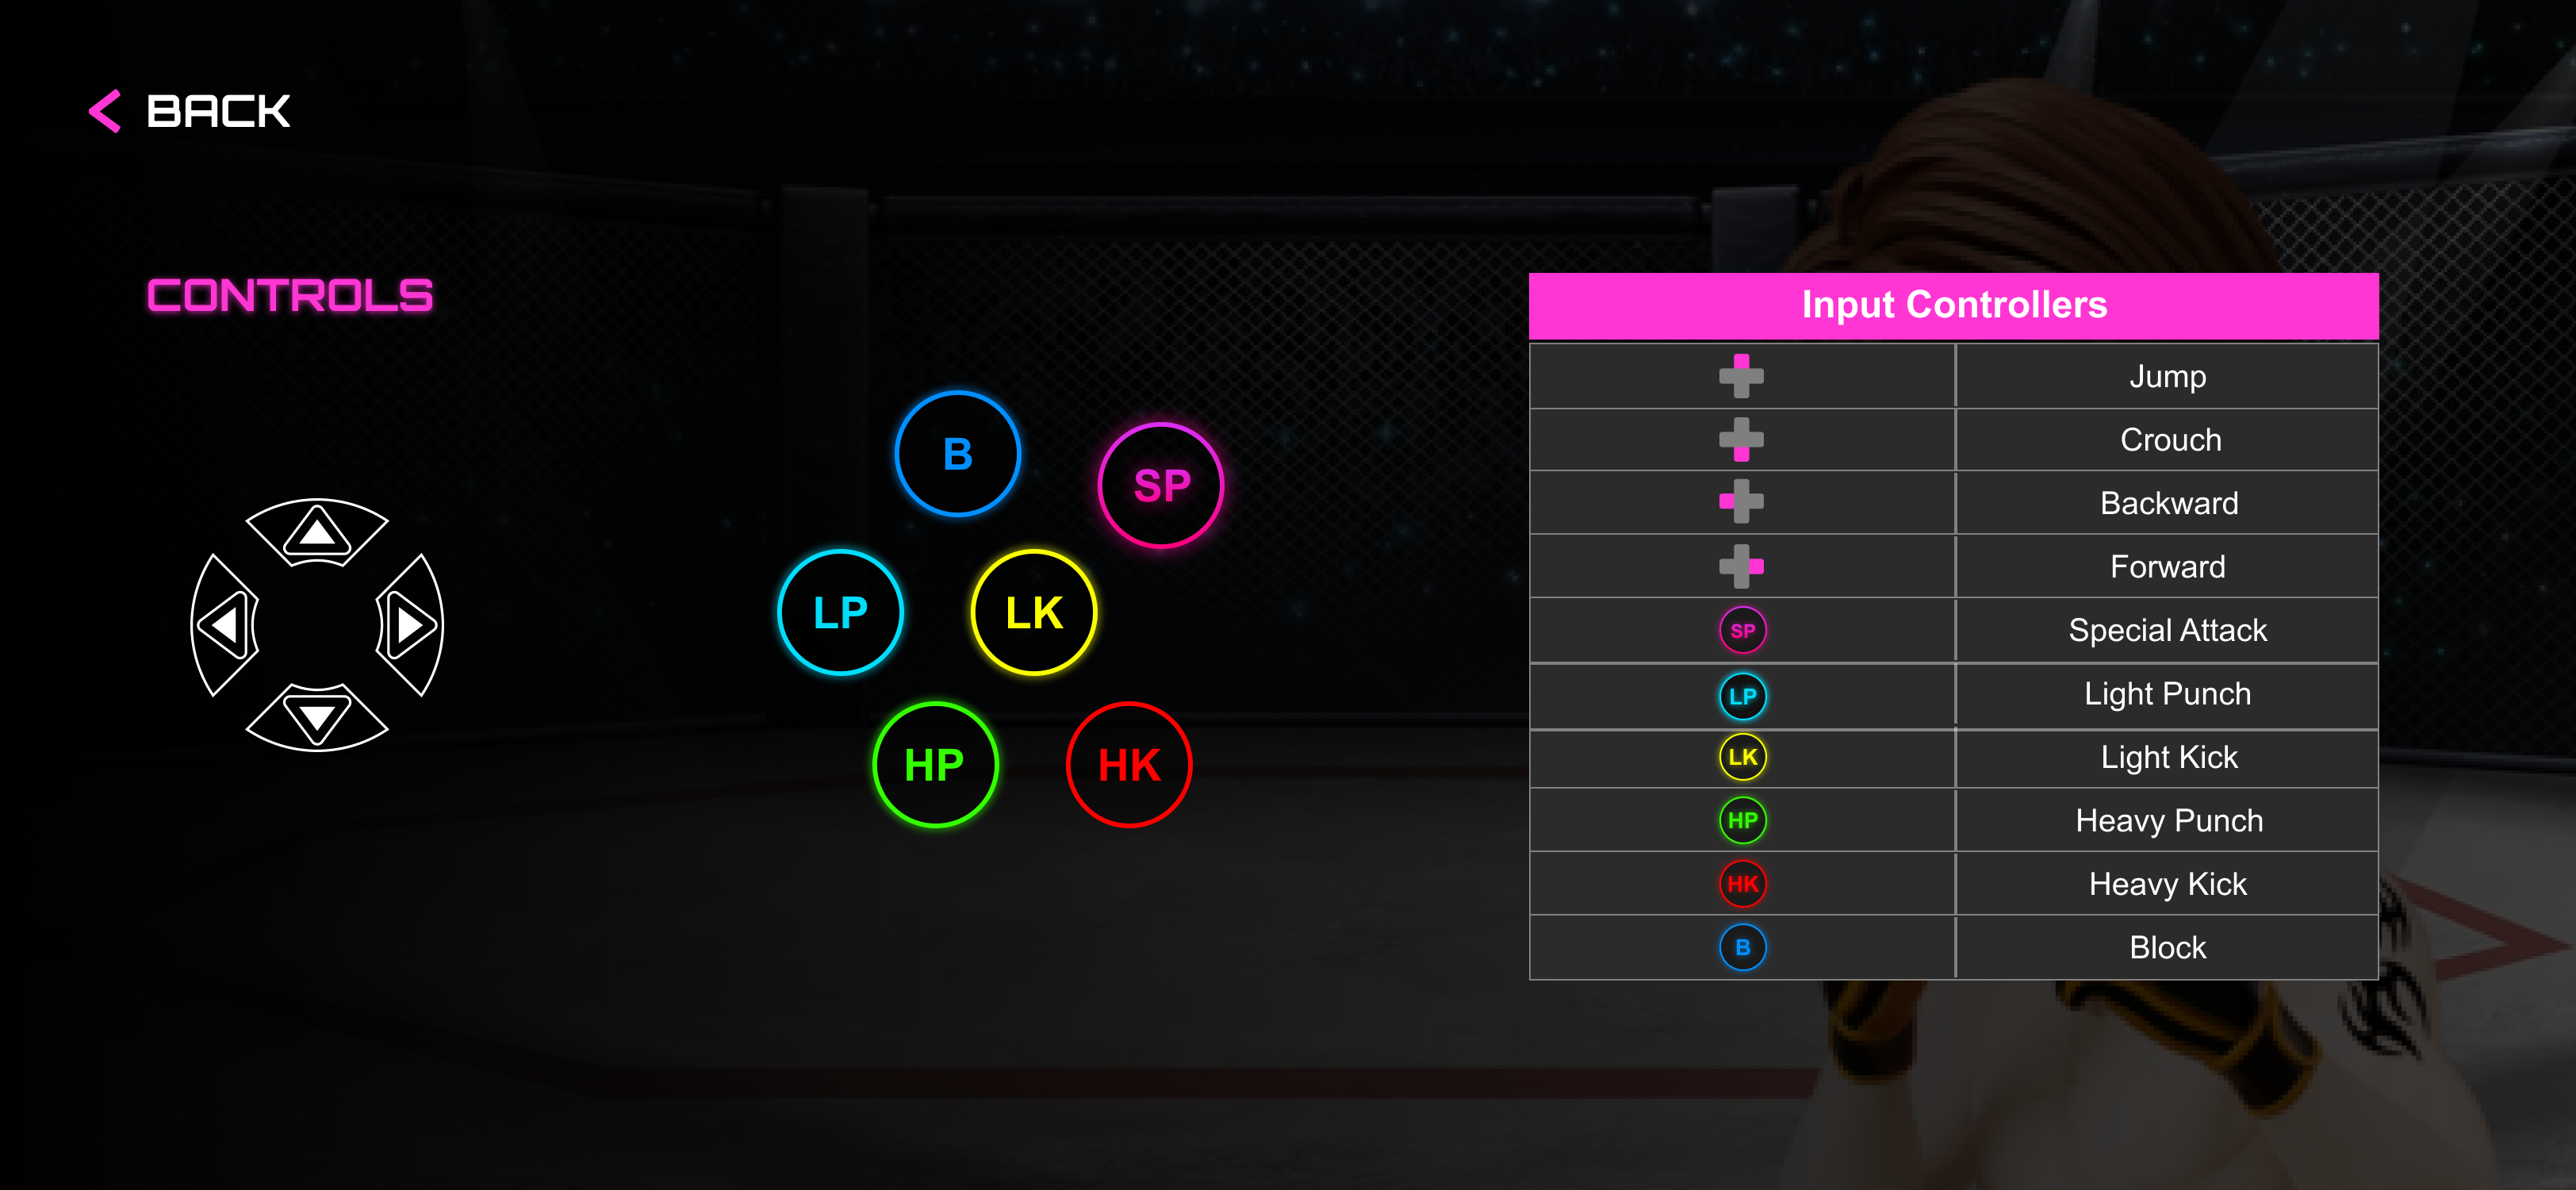 BACK
CONTROLS
B
SP
LP
LK
HP
HK
Input Controllers
Jump
Crouch
Backward
Forward
SP Special Attack
LP Light Punch
LK Light Kick
HP Heavy Punch
HK Heavy Kick
B Block